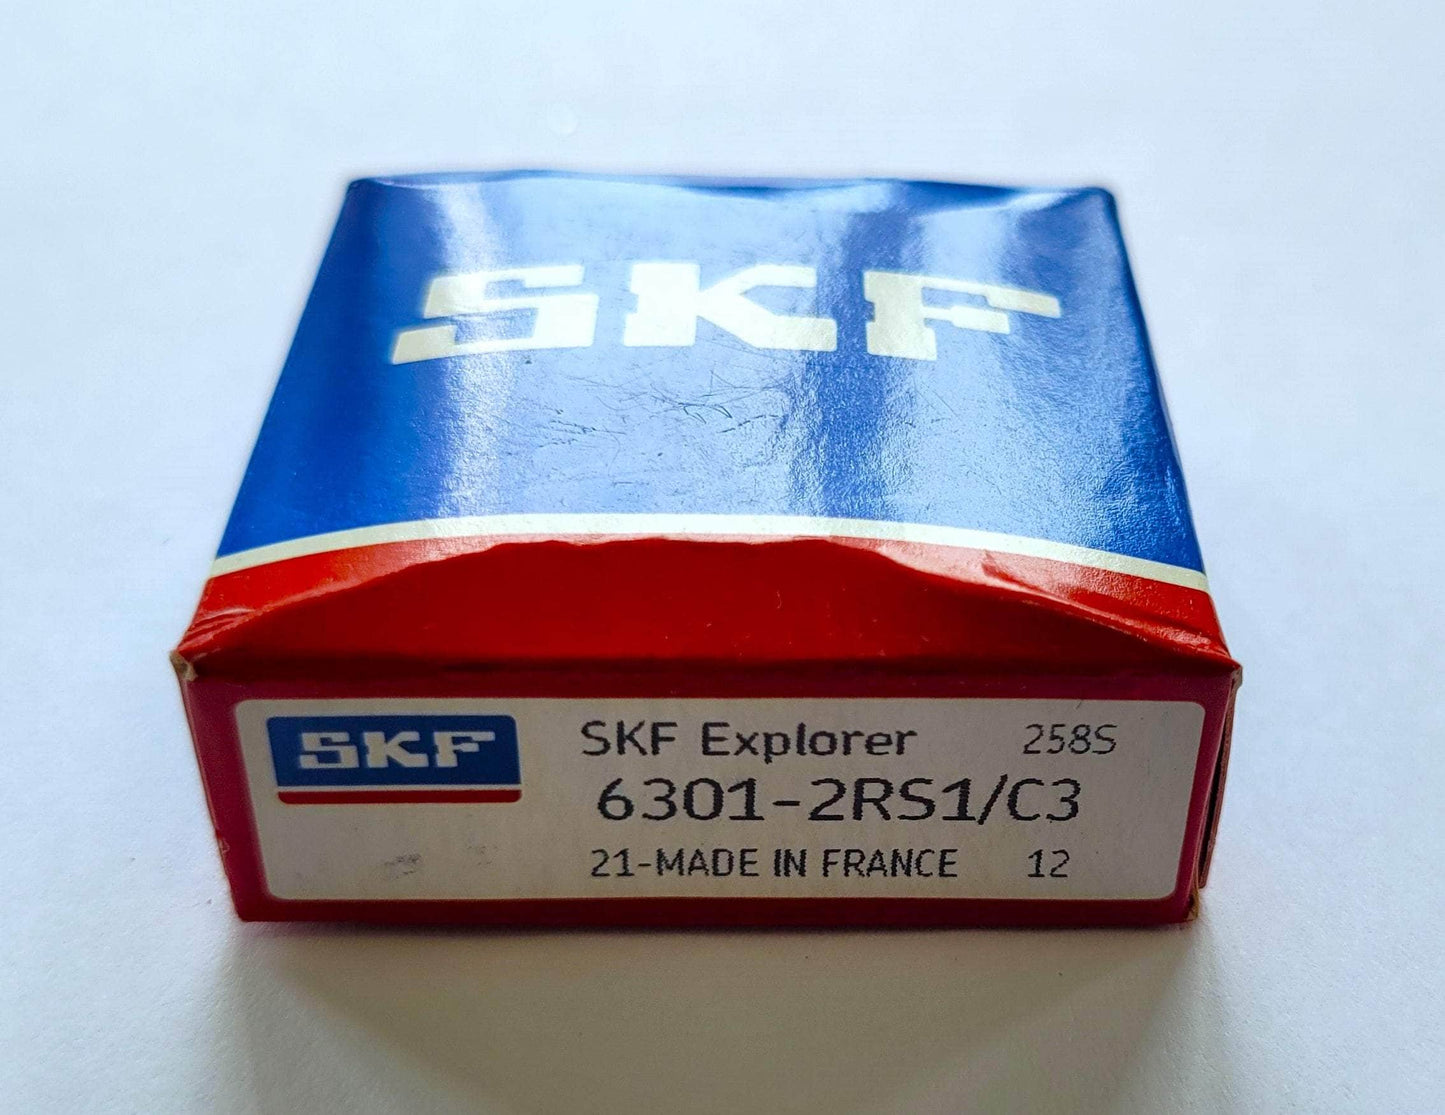 SKF
SKF
SKF Explorer 258S
6301-2RS1/C3
21-MADE IN FRANCE 12